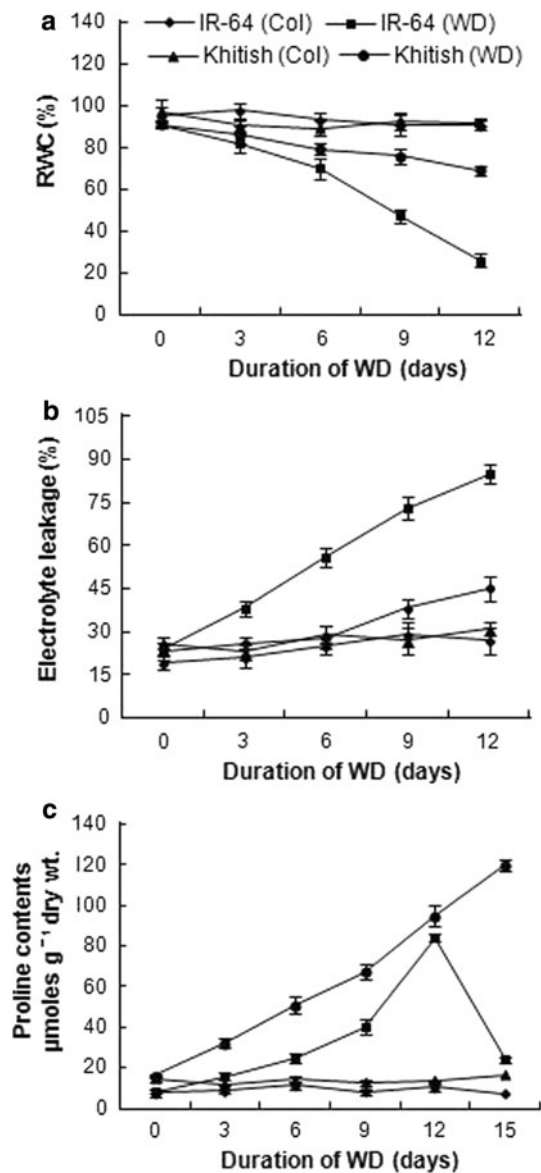 a
IR-64 (Col) IR-64 (WD)
Khitish (Col) Khitish (WD)
140
120
100
80
60
40
20
0
RWC (%)
0 3 6 9 12
Duration of WD (days)
b
105
90
75
60
45
30
15
0
Electrolyte leakage (%)
0 3 6 9 12
Duration of WD (days)
c
140
120
100
80
60
40
20
0
Proline contents
µmoles g⁻¹ dry wt.
0 3 6 9 12 15
Duration of WD (days)